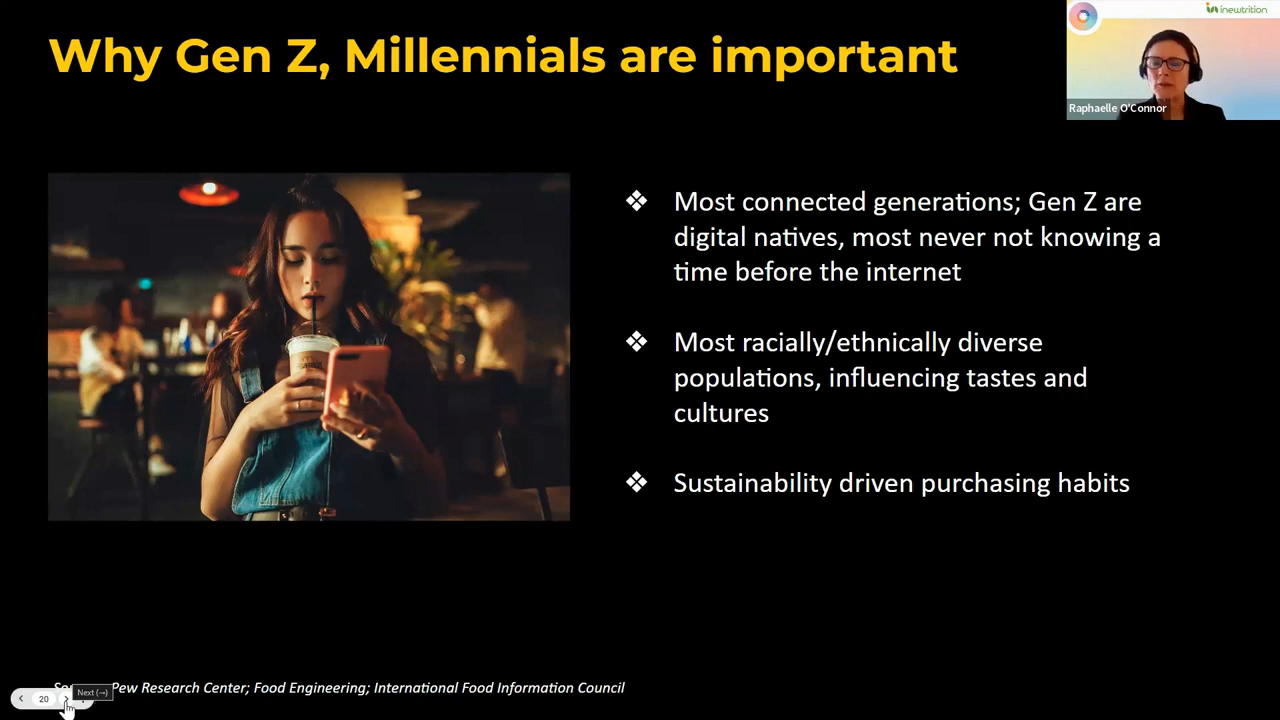 Why Gen Z, Millennials are important
inewtrition
Raphaelle O'Connor
❖ Most connected generations; Gen Z are
digital natives, most never not knowing a
time before the internet
❖ Most racially/ethnically diverse
populations, influencing tastes and
cultures
❖ Sustainability driven purchasing habits
Pew Research Center; Food Engineering; International Food Information Council
20
Next (→)